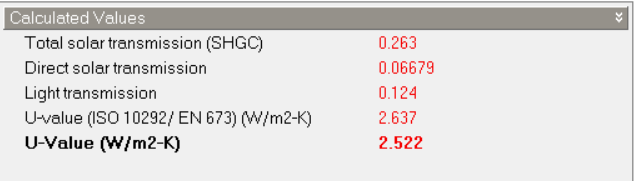 Calculated Values
Total solar transmission (SHGC) 0.263
Direct solar transmission 0.06679
Light transmission 0.124
U-value (ISO 10292/ EN 673) (W/m2-K) 2.637
U-Value (W/m2-K) 2.522